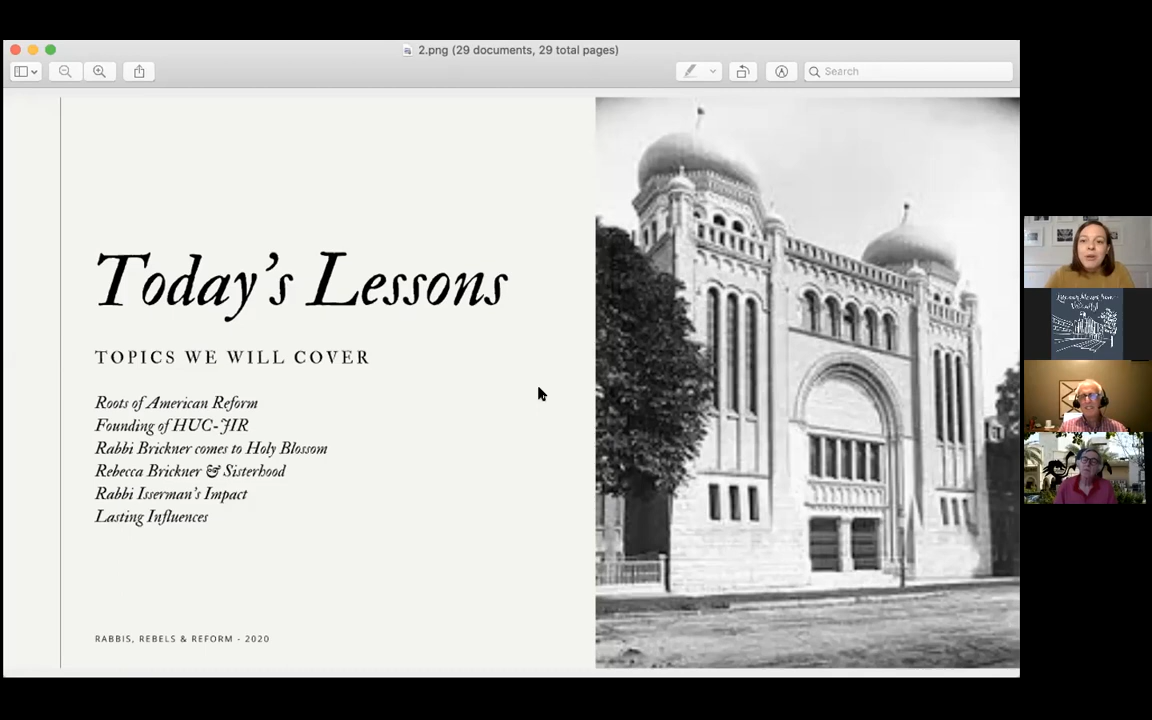 2.png (29 documents, 29 total pages)
Search
Today's Lessons
TOPICS WE WILL COVER
Roots of American Reform
Founding of HUC-JIR
Rabbi Brickner comes to Holy Blossom
Rebecca Brickner & Sisterhood
Rabbi Isserman's Impact
Lasting Influences
RABBIS, REBELS & REFORM - 2020